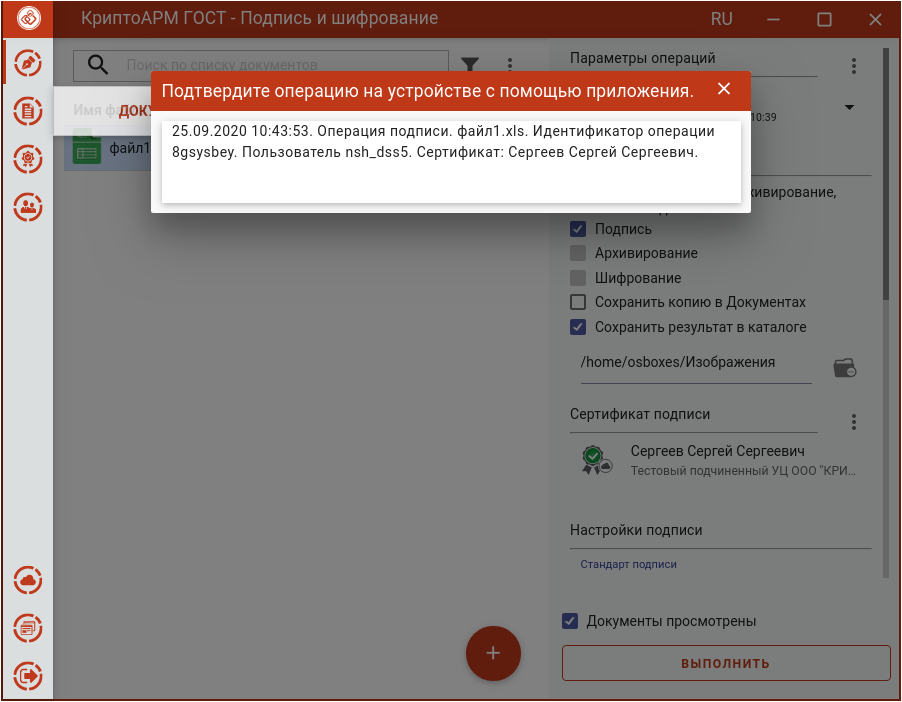 КриптоАРМ ГОСТ - Подпись и шифрование
RU
Поиск по списку документов
Параметры операций
Подтвердите операцию на устройстве с помощью приложения.
Имя
ДОК
10:39
25.09.2020 10:43:53. Операция подписи. файл1.xls. Идентификатор операции
8gsysbey. Пользователь nsh_dss5. Сертификат: Сергеев Сергей Сергеевич.
файл1
Подпись
Архивирование
Шифрование
Сохранить копию в Документах
Сохранить результат в каталоге
/home/osboxes/Изображения
Сертификат подписи
Сергеев Сергей Сергеевич
Тестовый подчиненный УЦ ООО "КРИ...
Настройки подписи
Стандарт подписи
Документы просмотрены
ВЫПОЛНИТЬ